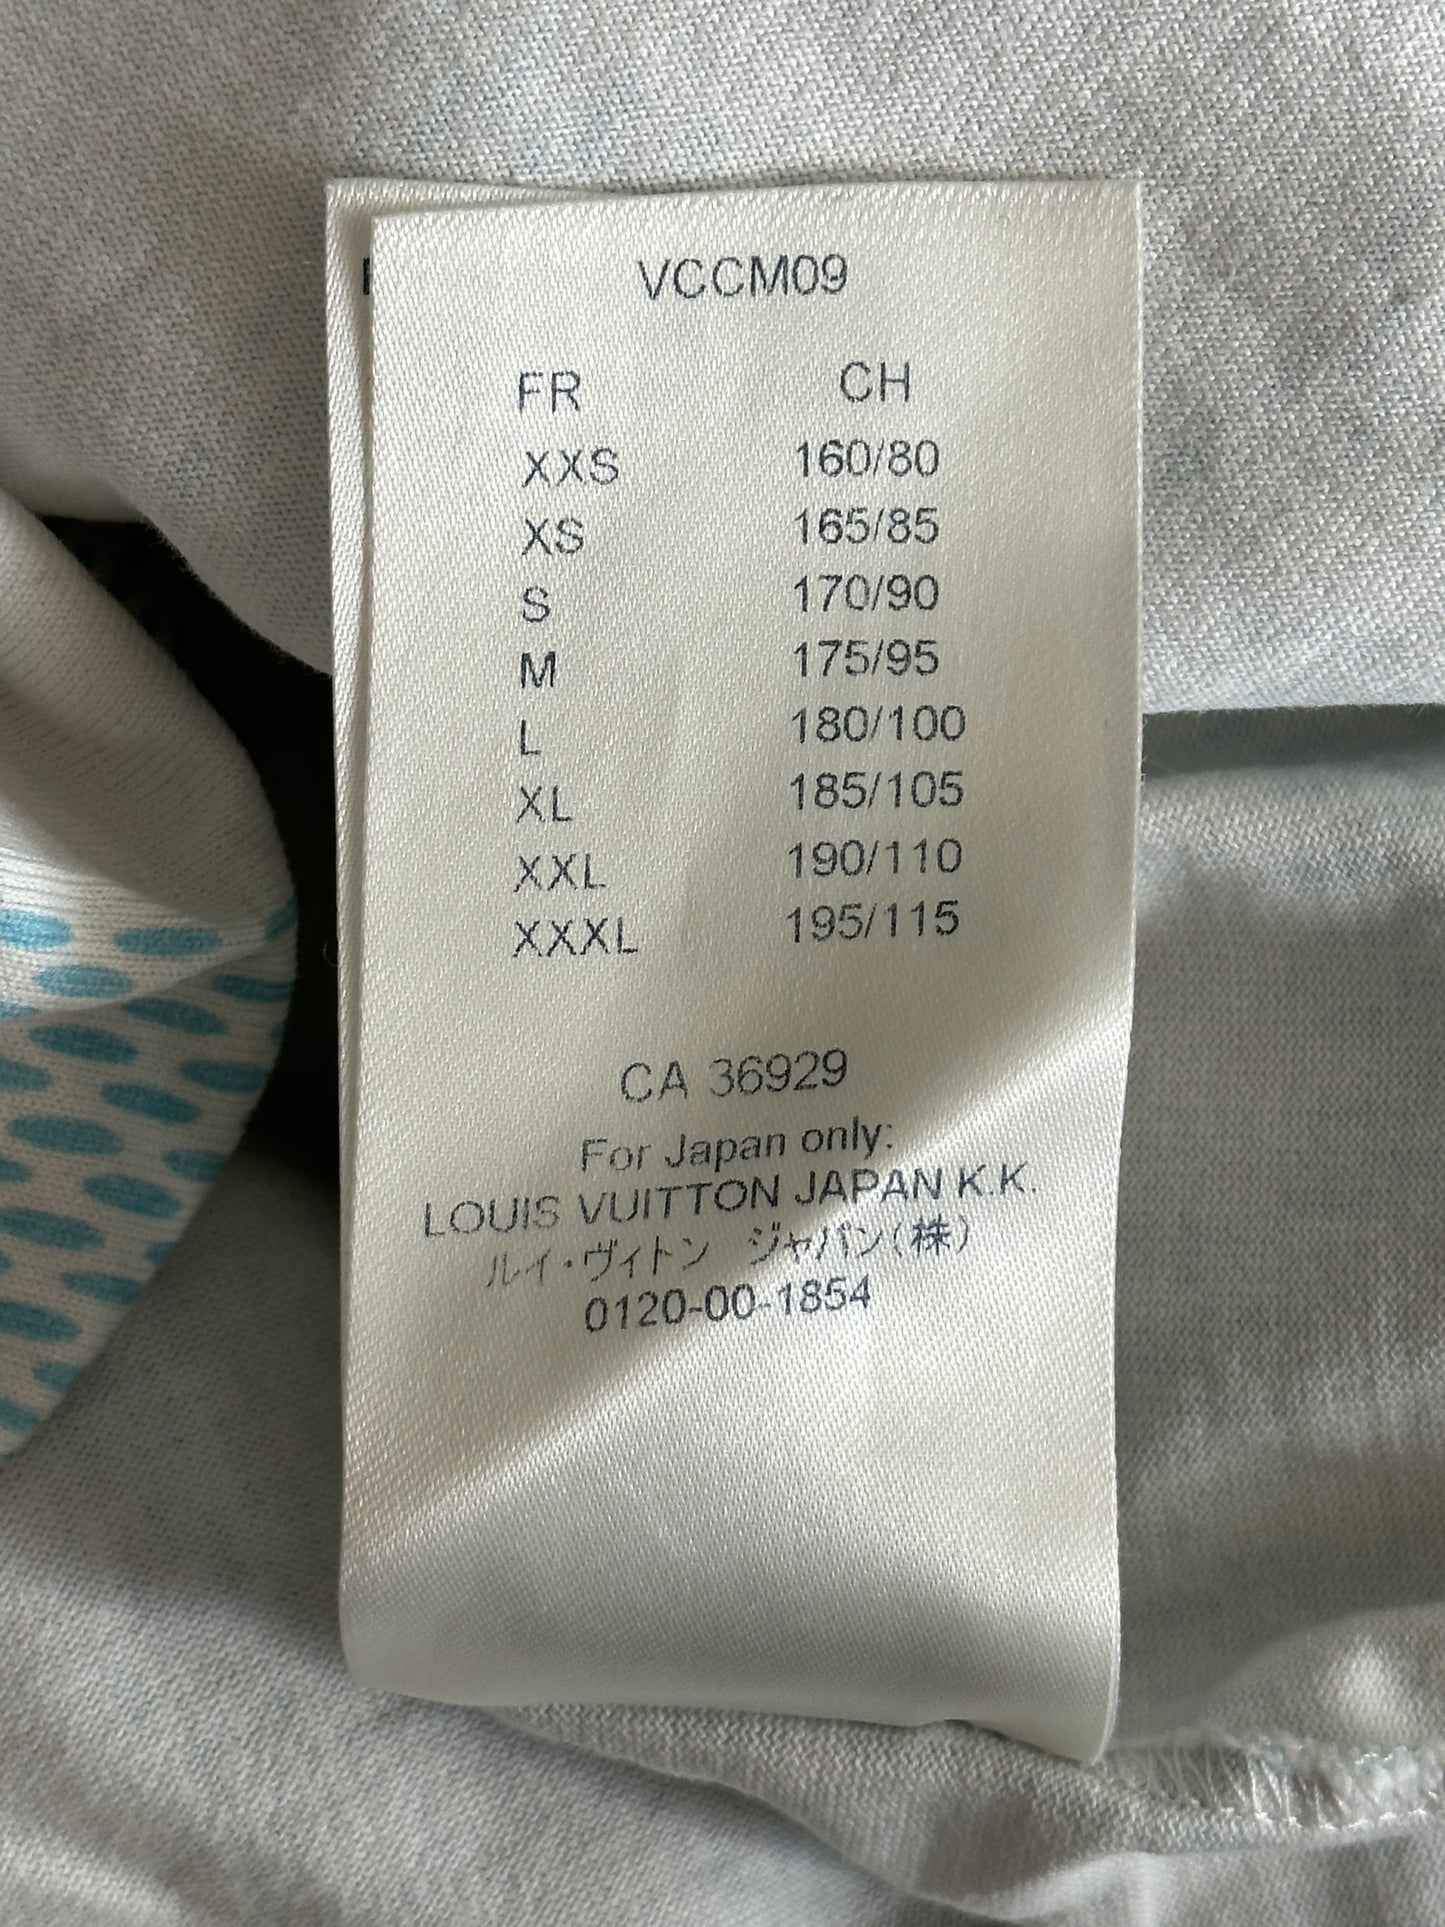 VCCM09
FR CH
XXS 160/80
XS 165/85
S 170/90
M 175/95
L 180/100
XL 185/105
XXL 190/110
XXXL 195/115
CA 36929
For Japan only:
LOUIS VUITTON JAPAN K.K.
ルイ・ヴィトン ジャパン(株)
0120-00-1854